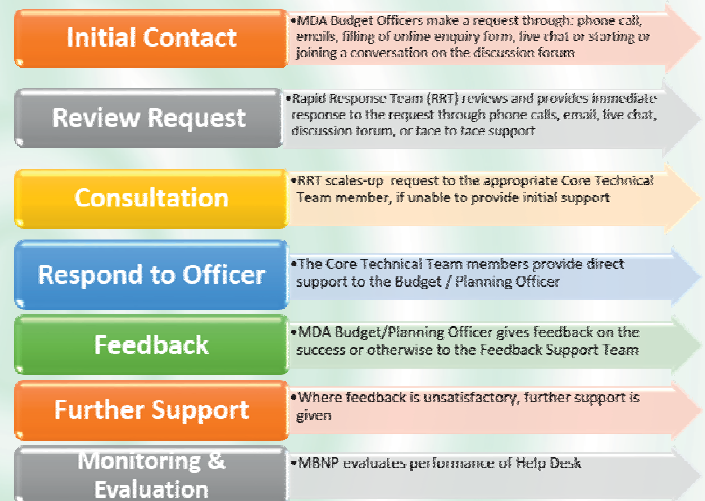 Initial Contact
•MDA Budget Officers make a request through: phone call,
emails, filling of online enquiry form, live chat or starting or
joining a conversation on the discussion forum
Review Request
•Rapid Response Team (RRT) reviews and provides immediate
response to the request through phone calls, email, live chat,
discussion forum, or face to face support
Consultation
•RRT scales-up request to the appropriate Core Technical
Team member, if unable to provide initial support
Respond to Officer
•The Core Technical Team members provide direct
support to the Budget / Planning Officer
Feedback
•MDA Budget/Planning Officer gives feedback on the
success or otherwise to the Feedback Support Team
Further Support
•Where feedback is unsatisfactory, further support is
given
Monitoring &
Evaluation
•MBNP evaluates performance of Help Desk